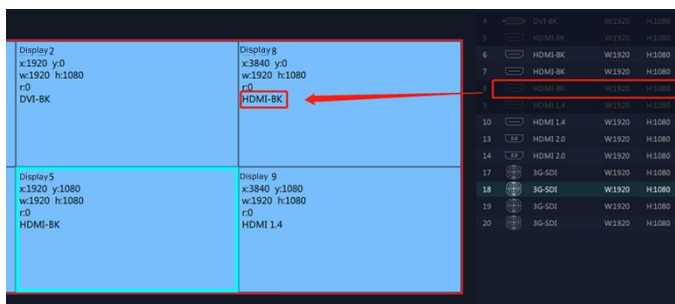 Display 2
x:1920 y:0
w:1920 h:1080
r:0
DVI-BK
Display 8
x:3840 y:0
w:1920 h:1080
r:0
HDMI-BK
Display 5
x:1920 y:1080
w:1920 h:1080
r:0
HDMI-BK
Display 9
x:3840 y:1080
w:1920 h:1080
r:0
HDMI 1.4
4 DVI-BK W:1920 H:1080
5 HDMI-BK W:1920 H:1080
6 HDMI-BK W:1920 H:1080
7 HDMI-BK W:1920 H:1080
8 HDMI-BK W:1920 H:1080
9 HDMI 1.4 W:1920 H:1080
10 HDMI 1.4 W:1920 H:1080
13 2.0 HDMI 2.0 W:1920 H:1080
14 2.0 HDMI 2.0 W:1920 H:1080
17 3G-SDI W:1920 H:1080
18 3G-SDI W:1920 H:1080
19 3G-SDI W:1920 H:1080
20 3G-SDI W:1920 H:1080